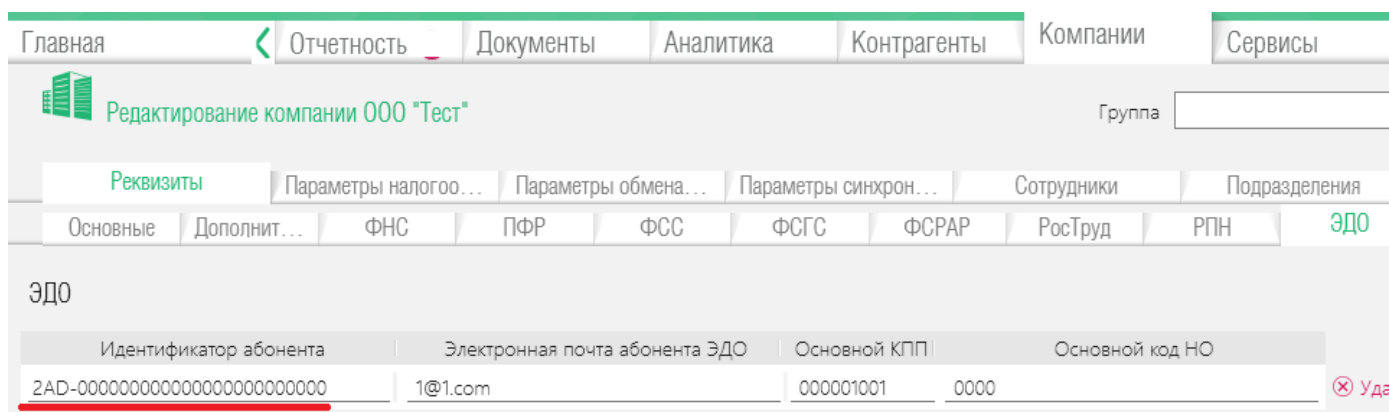 Главная Отчетность Документы Аналитика Контрагенты Компании Сервисы
Редактирование компании ООО "Тест" Группа
Реквизиты Параметры налогоо... Параметры обмена... Параметры синхрон... Сотрудники Подразделения
Основные Дополнит... ФНС ПФР ФСС ФСГС ФСРАР РосТруд РПН ЭДО
ЭДО
Идентификатор абонента Электронная почта абонента ЭДО Основной КПП Основной код НО
2AD-0000000000000000000000000 1@1.com 000001001 0000 Уда